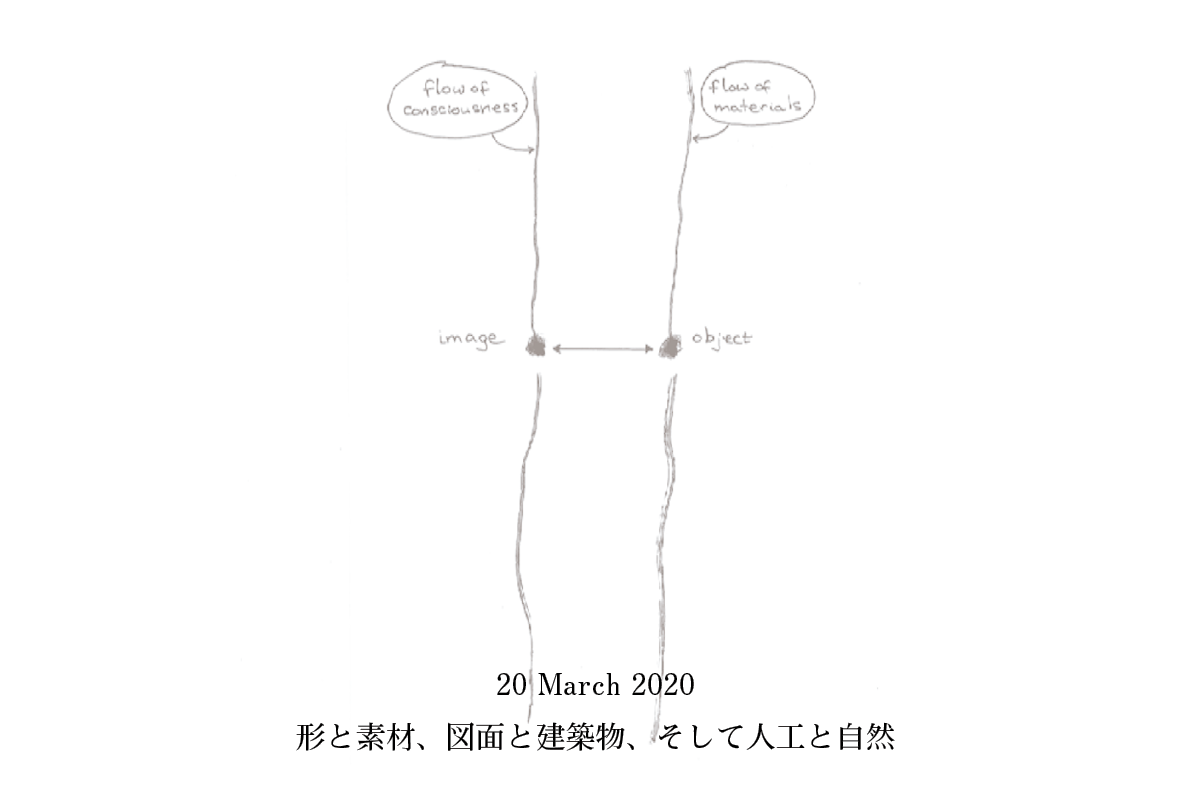 flow of
consciousness
flow of
materials
image
object
20 March 2020
形と素材、図面と建築物、そして人工と自然